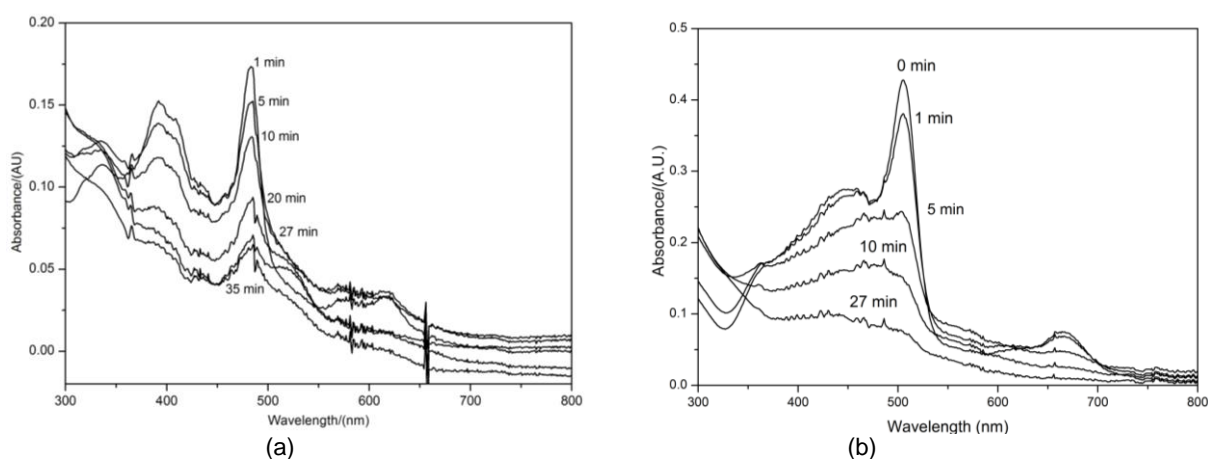 0.20
0.15
0.10
0.05
0.00
Absorbance/(AU)
1 min
5 min
10 min
20 min
27 min
35 min
300 400 500 600 700 800
Wavelength/(nm)
(a)
0.5
0.4
0.3
0.2
0.1
0.0
Absorbance/(A.U.)
0 min
1 min
5 min
10 min
27 min
300 400 500 600 700 800
Wavelength (nm)
(b)